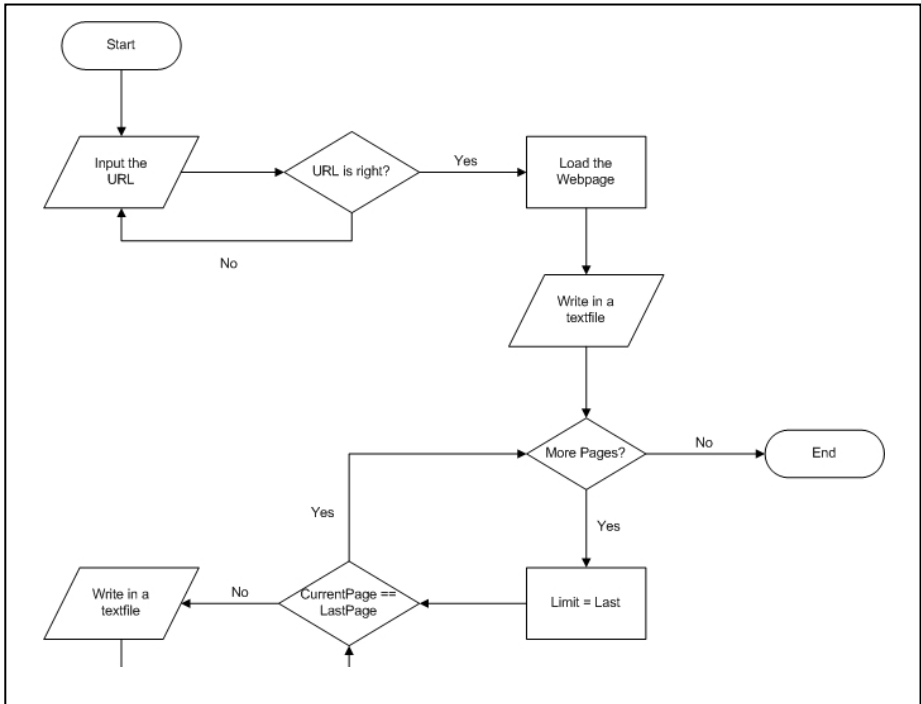 Start
Input the
URL
URL is right?
Yes
Load the
Webpage
No
Write in a
textfile
More Pages?
No
End
Yes
Yes
Write in a
textfile
No
CurrentPage ==
LastPage
Limit = Last